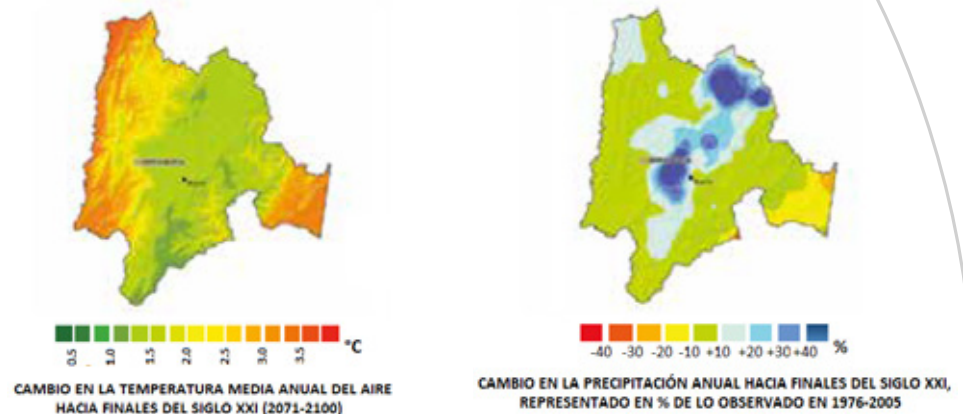 0.5 1.0 1.5 2.0 2.5 3.0 3.5 °C
CAMBIO EN LA TEMPERATURA MEDIA ANUAL DEL AIRE
HACIA FINALES DEL SIGLO XXI (2071-2100)
-40 -30 -20 -10 +10 +20 +30 +40 %
CAMBIO EN LA PRECIPITACIÓN ANUAL HACIA FINALES DEL SIGLO XXI,
REPRESENTADO EN % DE LO OBSERVADO EN 1976-2005